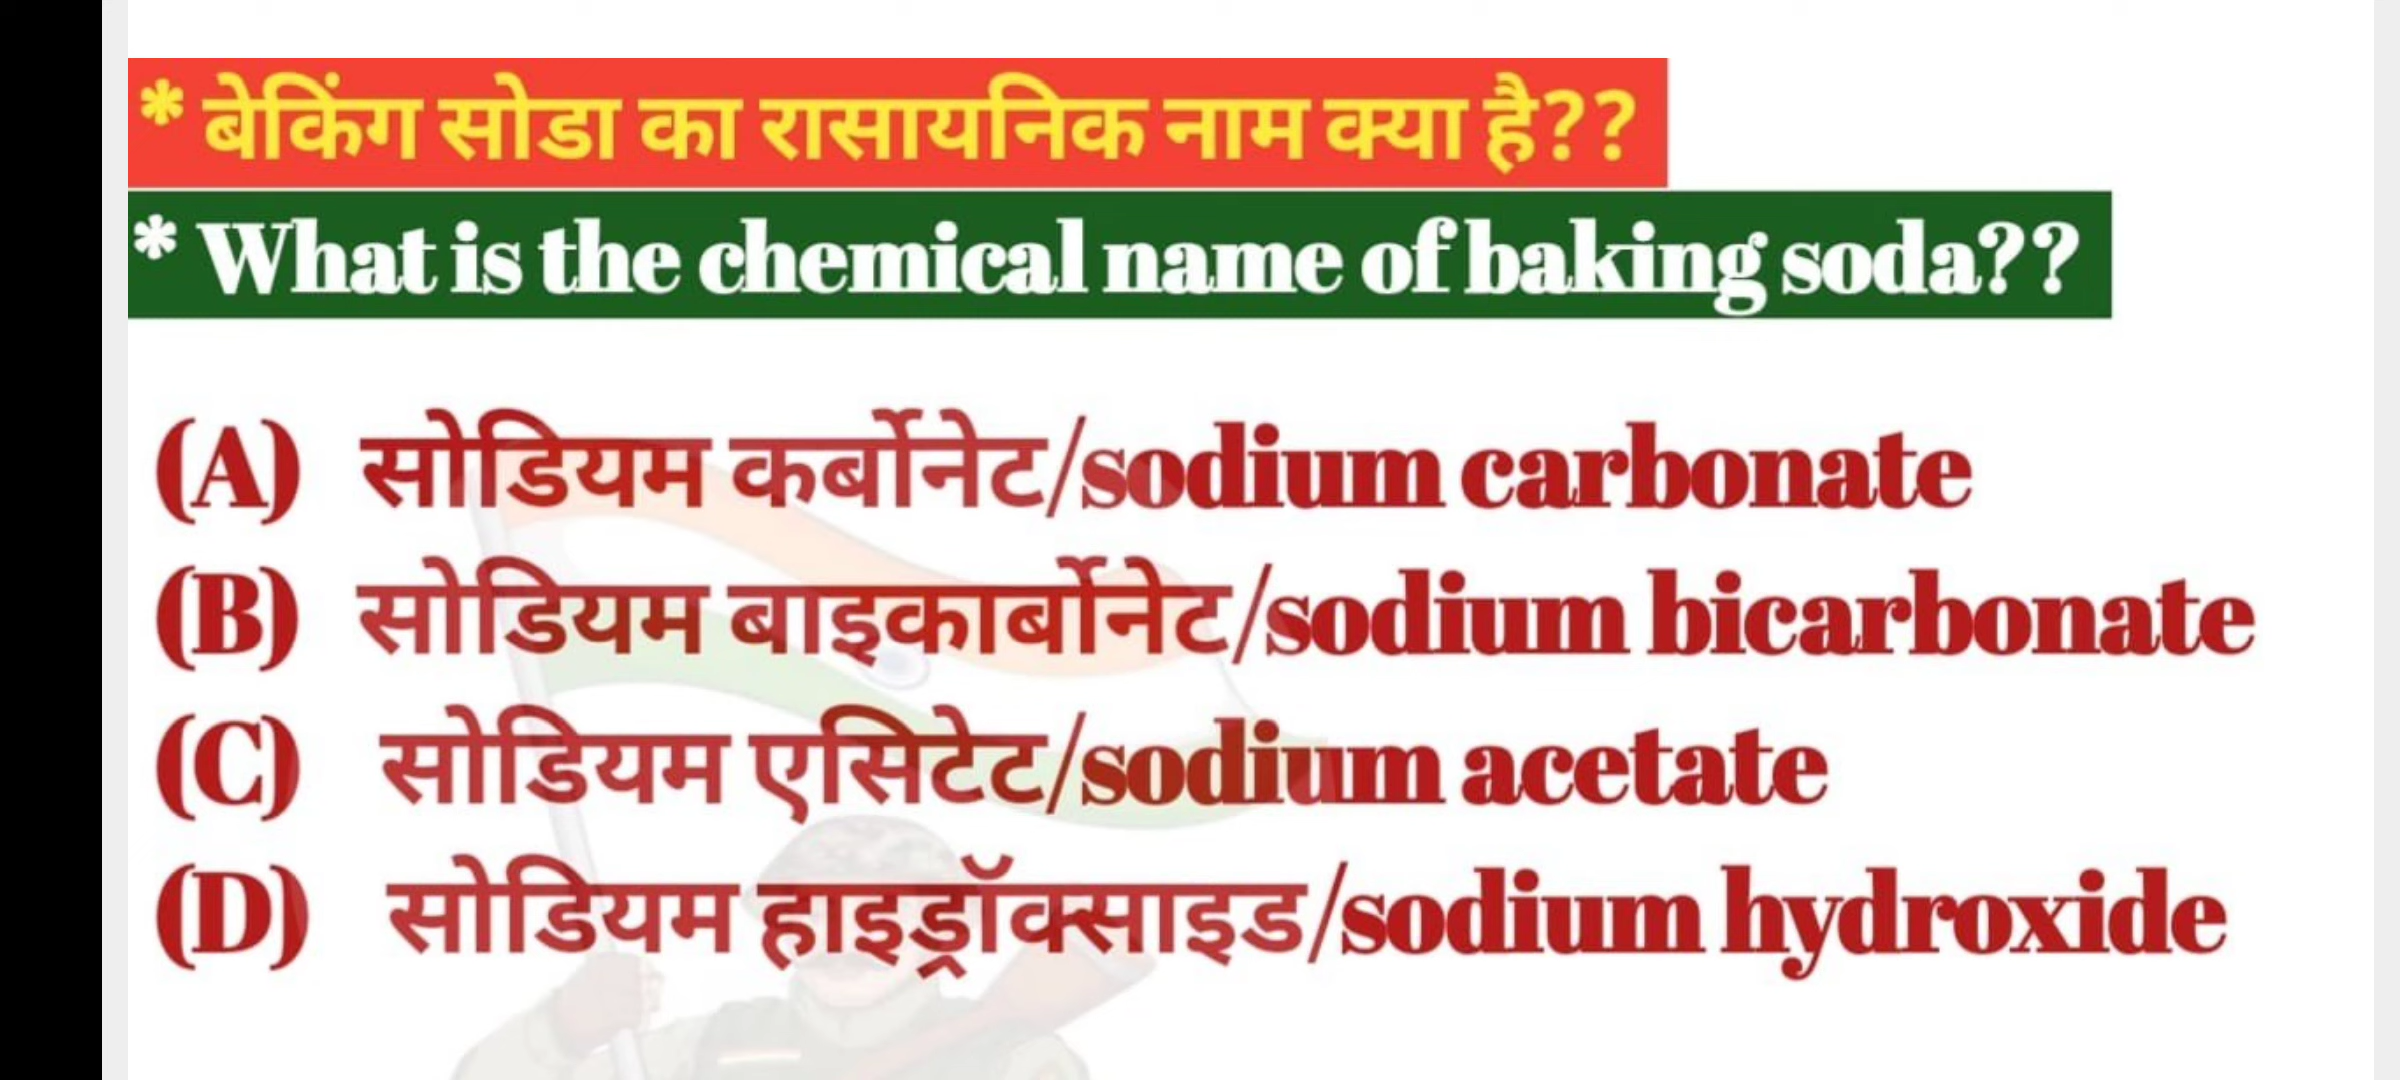 * बेकिंग सोडा का रासायनिक नाम क्या है??
* What is the chemical name of baking soda??
(A) सोडियम कर्बोनेट/sodium carbonate
(B) सोडियम बाइकार्बोनेट/sodium bicarbonate
(C) सोडियम एसिटेट/sodium acetate
(D) सोडियम हाइड्रॉक्साइड/sodium hydroxide